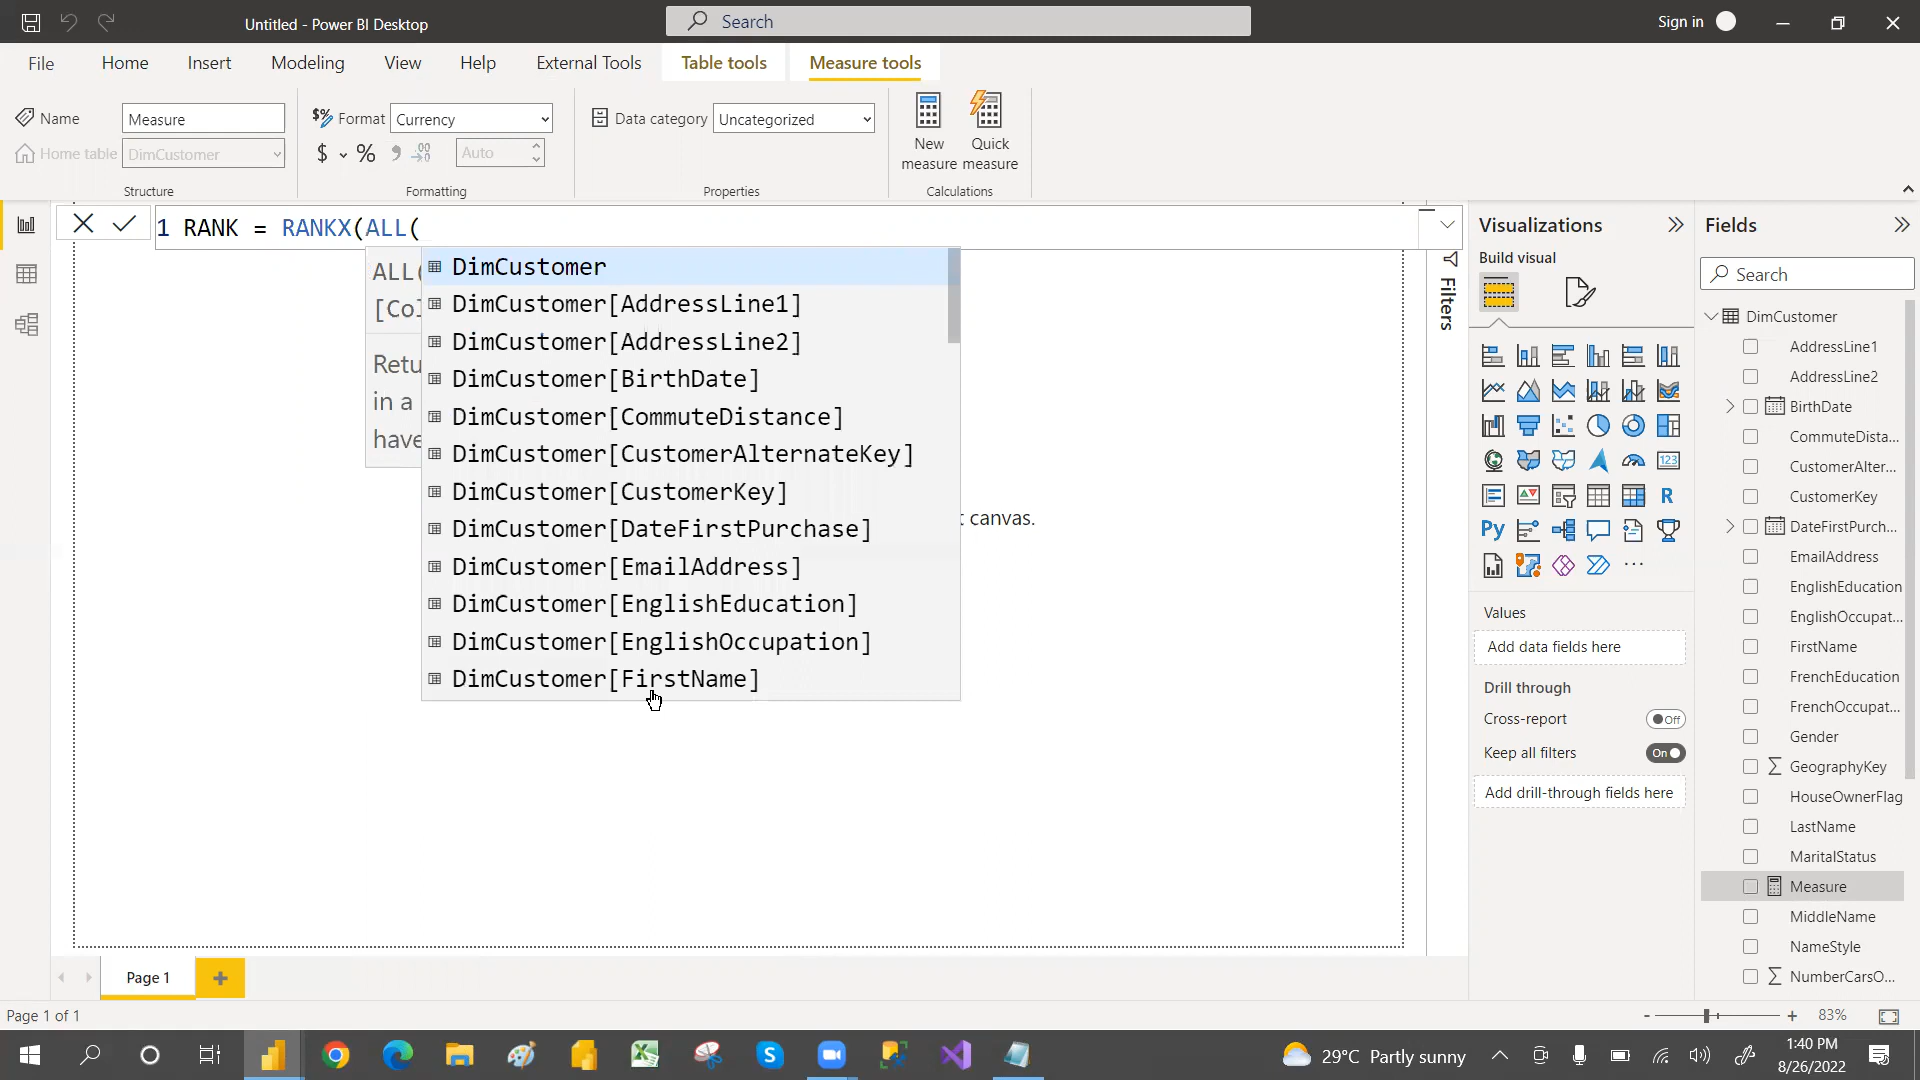 Untitled - Power BI Desktop
Search
Sign in
File
Home
Insert
Modeling
View
Help
External Tools
Table tools
Measure tools
Name
Measure
Home table
DimCustomer
Structure
Format
Currency
$
%
Auto
Formatting
Data category
Uncategorized
Properties
New
measure
Quick
measure
Calculations
1 RANK = RANKX(ALL(
ALL(
[Co
Retu
in a
have
DimCustomer
DimCustomer[AddressLine1]
DimCustomer[AddressLine2]
DimCustomer[BirthDate]
DimCustomer[CommuteDistance]
DimCustomer[CustomerAlternateKey]
DimCustomer[CustomerKey]
DimCustomer[DateFirstPurchase]
DimCustomer[EmailAddress]
DimCustomer[EnglishEducation]
DimCustomer[EnglishOccupation]
DimCustomer[FirstName]
t canvas.
Filters
Visualizations
Build visual
123
R
Py
Values
Add data fields here
Drill through
Cross-report
Off
Keep all filters
On
Add drill-through fields here
Fields
Search
DimCustomer
AddressLine1
AddressLine2
BirthDate
CommuteDista...
CustomerAlter...
CustomerKey
DateFirstPurch...
EmailAddress
EnglishEducation
EnglishOccupat...
FirstName
FrenchEducation
FrenchOccupat...
Gender
GeographyKey
HouseOwnerFlag
LastName
MaritalStatus
Measure
MiddleName
NameStyle
NumberCarsO...
Page 1
Page 1 of 1
83%
29°C Partly sunny
1:40 PM
8/26/2022